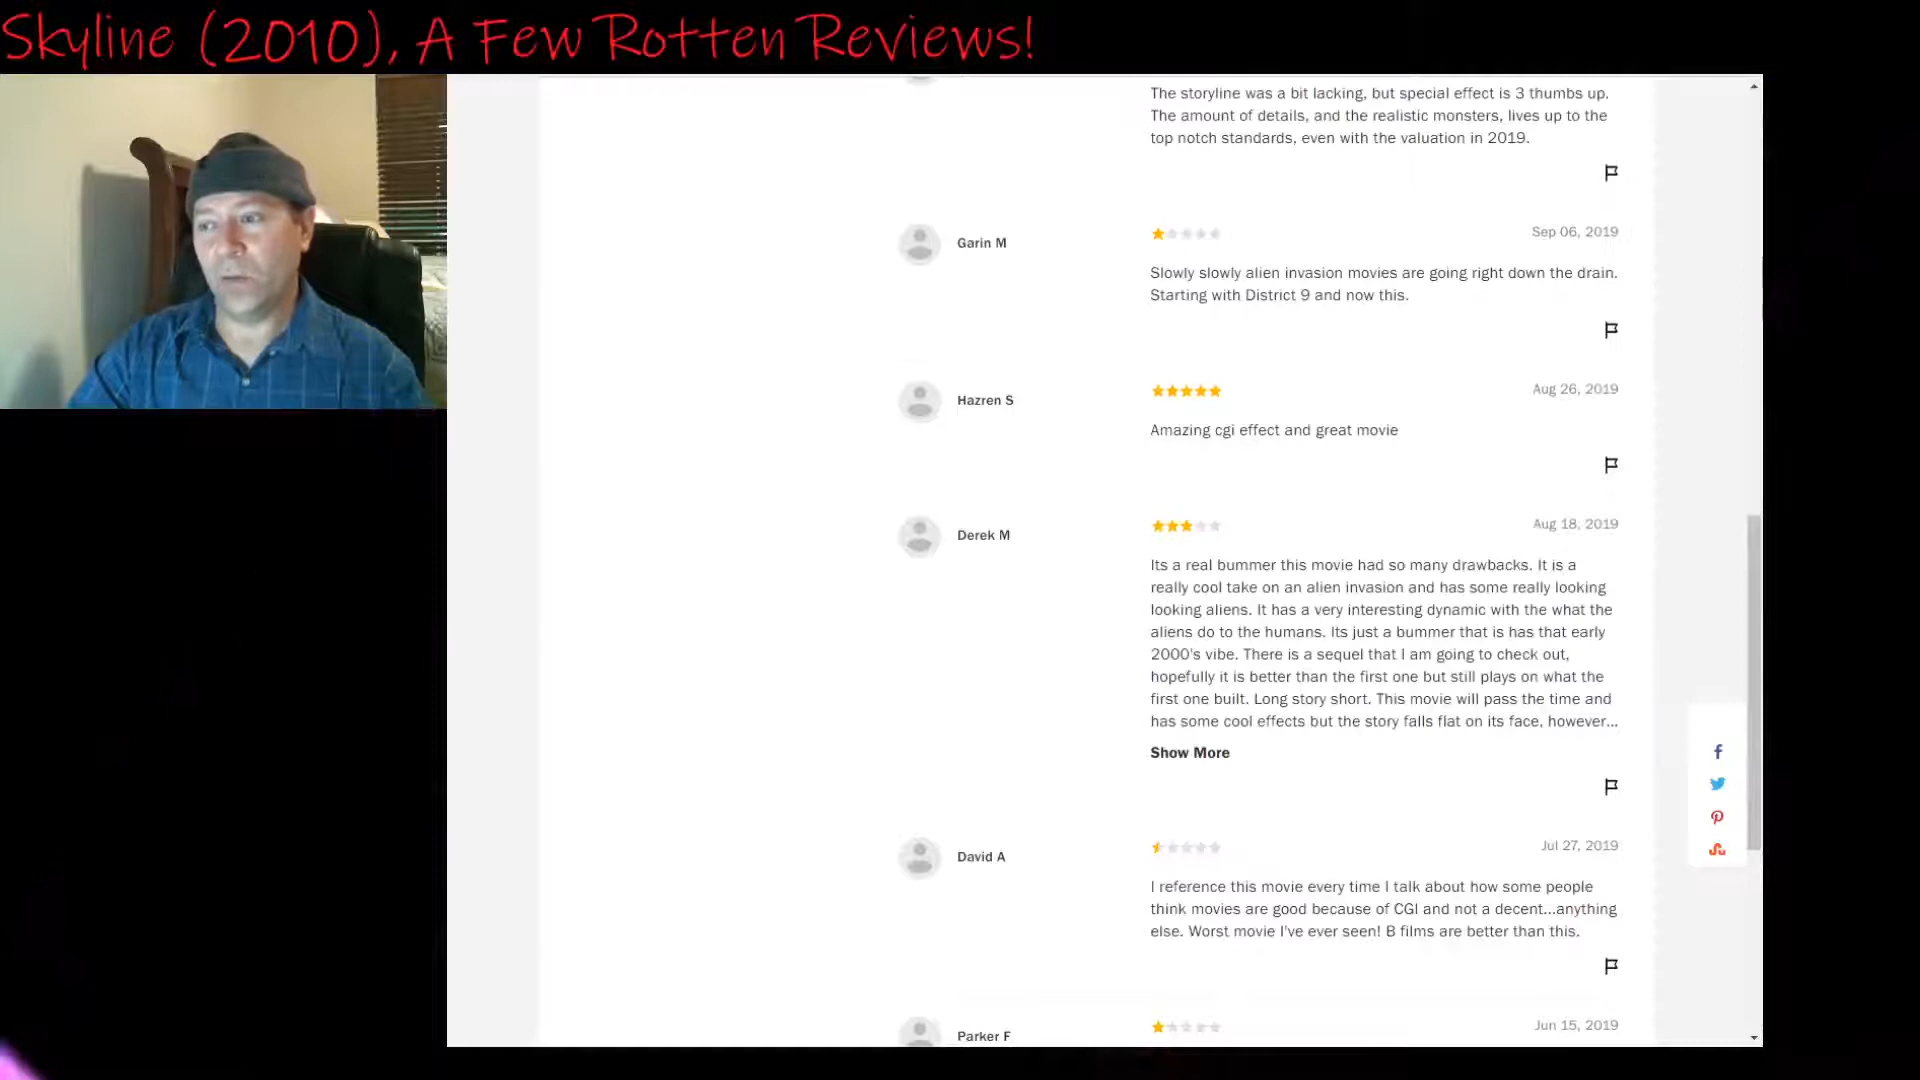 Skyline (2010), A Few Rotten Reviews!
The storyline was a bit lacking, but special effect is 3 thumbs up.
The amount of details, and the realistic monsters, lives up to the
top notch standards, even with the valuation in 2019.
Garin M
Sep 06, 2019
Slowly slowly alien invasion movies are going right down the drain.
Starting with District 9 and now this.
Hazren S
Aug 26, 2019
Amazing cgi effect and great movie
Derek M
Aug 18, 2019
Its a real bummer this movie had so many drawbacks. It is a
really cool take on an alien invasion and has some really looking
looking aliens. It has a very interesting dynamic with the what the
aliens do to the humans. Its just a bummer that is has that early
2000's vibe. There is a sequel that I am going to check out,
hopefully it is better than the first one but still plays on what the
first one built. Long story short. This movie will pass the time and
has some cool effects but the story falls flat on its face, however...
Show More
David A
Jul 27, 2019
I reference this movie every time I talk about how some people
think movies are good because of CGI and not a decent...anything
else. Worst movie I've ever seen! B films are better than this.
Parker F
Jun 15, 2019